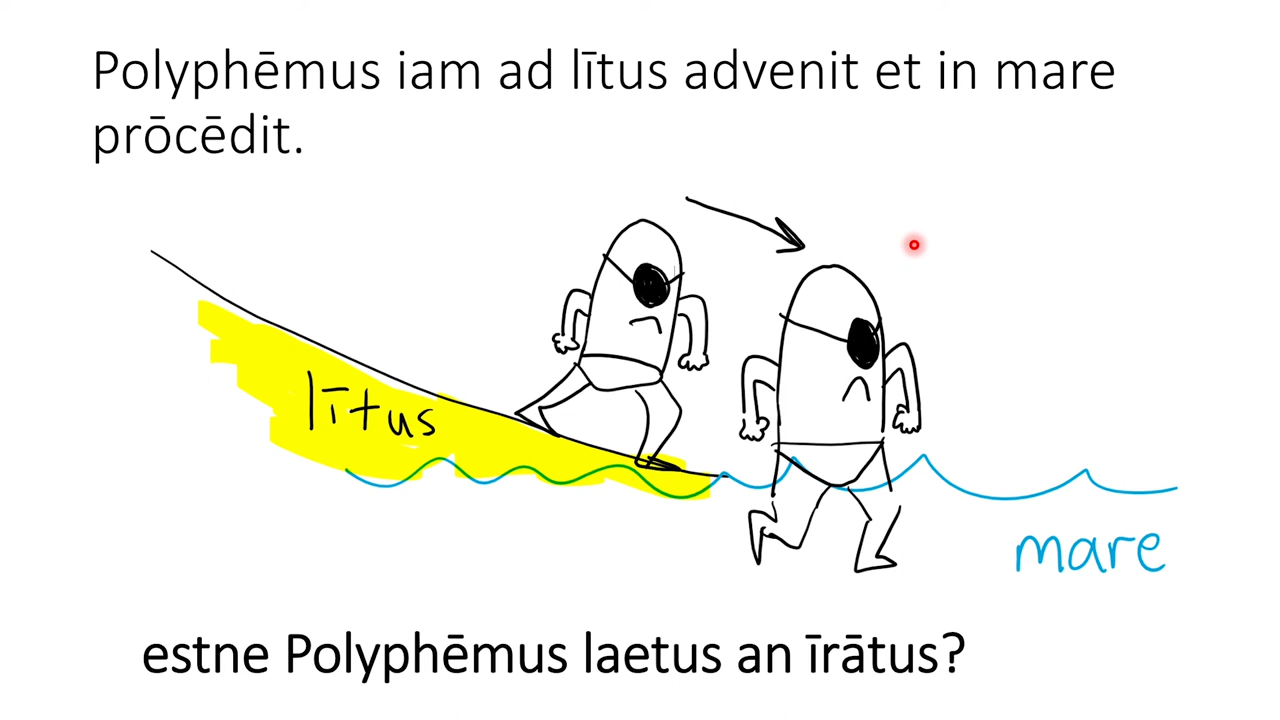 Polyphēmus iam ad lītus advenit et in mare
prōcēdit.
lītus
mare
estne Polyphēmus laetus an īrātus?